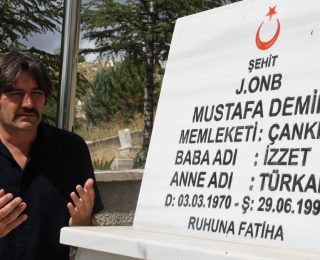 ŞEHİT
J.ONB
MUSTAFA DEMİ
MEMLEKETİ : ÇANKI
BABA ADI : İZZET
ANNE ADI : TÜRKA
D: 03.03.1970 - Ş: 29.06.199
RUHUNA FATİHA